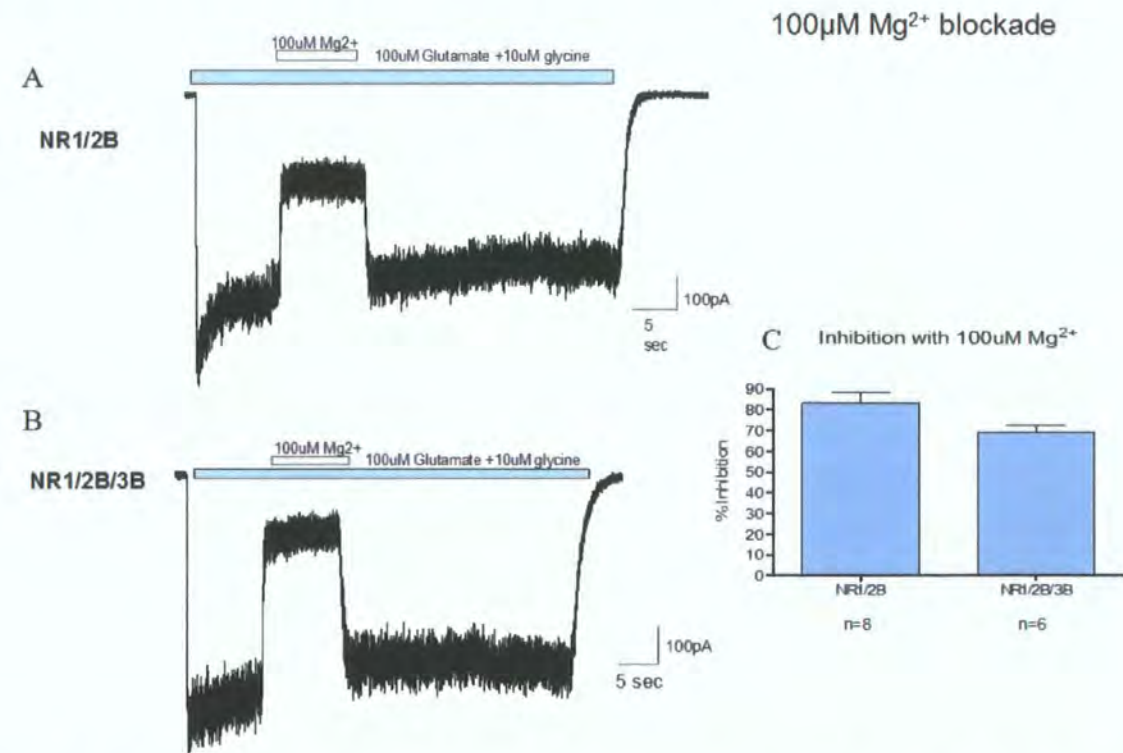 100µM Mg²⁺ blockade
A
100uM Mg2+
100uM Glutamate +10uM glycine
NR1/2B
100pA
5
sec
B
100uM Mg2+
100uM Glutamate +10uM glycine
NR1/2B/3B
100pA
5 sec
C
Inhibition with 100uM Mg²⁺
%Inhibition
90
80
70
60
50
40
30
20
10
0
NR1/2B
NR1/2B/3B
n=8
n=6